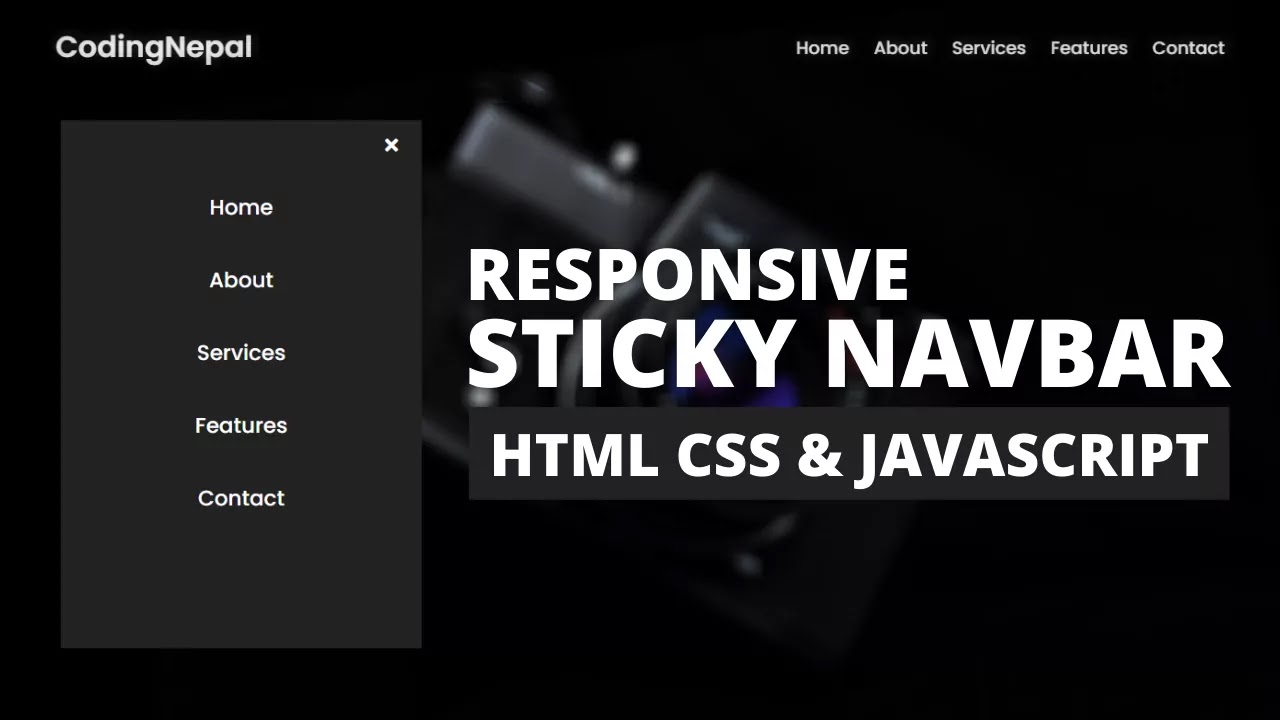 CodingNepal
Home About Services Features Contact
×
Home
About
Services
Features
Contact
RESPONSIVE
STICKY NAVBAR
HTML CSS & JAVASCRIPT